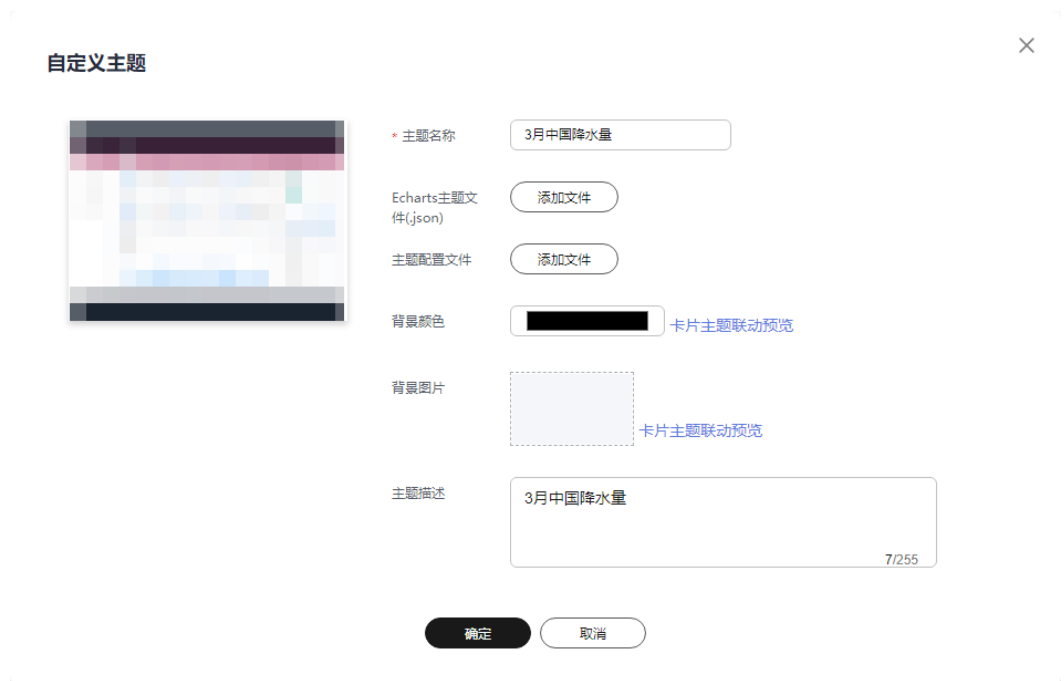 自定义主题
* 主题名称
3月中国降水量
Echarts主题文
件(.json)
添加文件
主题配置文件
添加文件
背景颜色
卡片主题联动预览
背景图片
卡片主题联动预览
主题描述
3月中国降水量
7/255
确定
取消